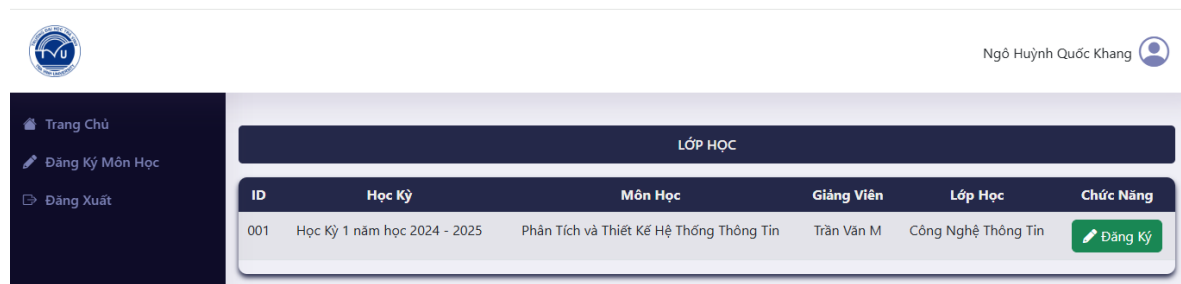 TVU
Ngô Huỳnh Quốc Khang
Trang Chủ
Đăng Ký Môn Học
Đăng Xuất
LỚP HỌC
ID Học Kỳ Môn Học Giảng Viên Lớp Học Chức Năng
001 Học Kỳ 1 năm học 2024 - 2025 Phân Tích và Thiết Kế Hệ Thống Thông Tin Trần Văn M Công Nghệ Thông Tin Đăng Ký